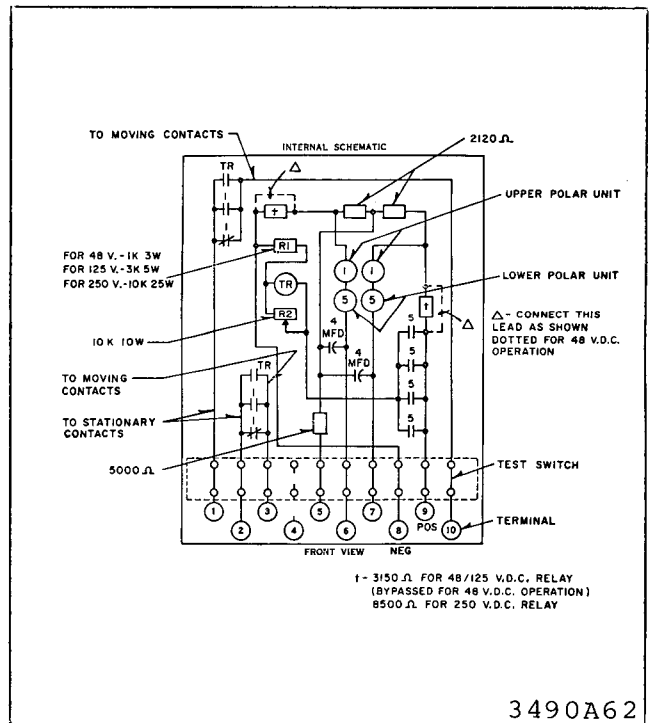 TO MOVING CONTACTS
INTERNAL SCHEMATIC
2120 Ω
TR
Δ
†
UPPER POLAR UNIT
R1
1
1
FOR 48 V.-1K 3W
FOR 125 V.-3K 5W
FOR 250 V.-10K 25W
TR
LOWER POLAR UNIT
5
5
†
R2
Δ
Δ- CONNECT THIS
LEAD AS SHOWN
DOTTED FOR 48 V.D.C.
OPERATION
10K 10W
4
MFD
5
4
MFD
5
TO MOVING
CONTACTS
TR
5
TO STATIONARY
CONTACTS
5
5000 Ω
TEST SWITCH
1
2
3
4
5
6
7
8
9
10
POS
TERMINAL
FRONT VIEW
NEG
†- 3150 Ω FOR 48/125 V.D.C. RELAY
(BYPASSED FOR 48 V.D.C. OPERATION)
8500 Ω FOR 250 V.D.C. RELAY
3490A62